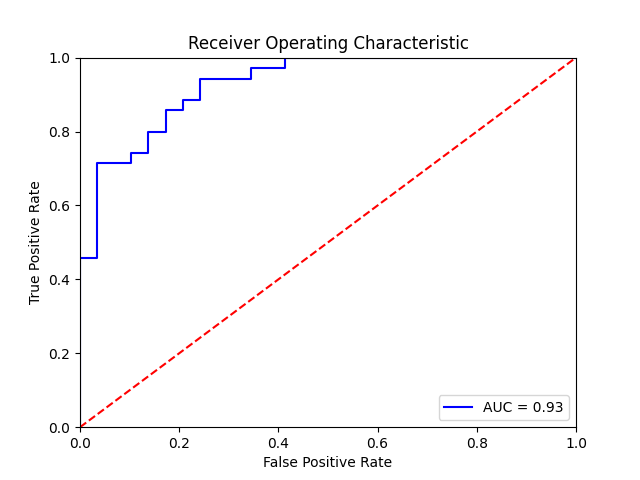 Receiver Operating Characteristic
1.0
0.8
0.6
0.4
0.2
0.0
True Positive Rate
AUC = 0.93
0.0 0.2 0.4 0.6 0.8 1.0
False Positive Rate